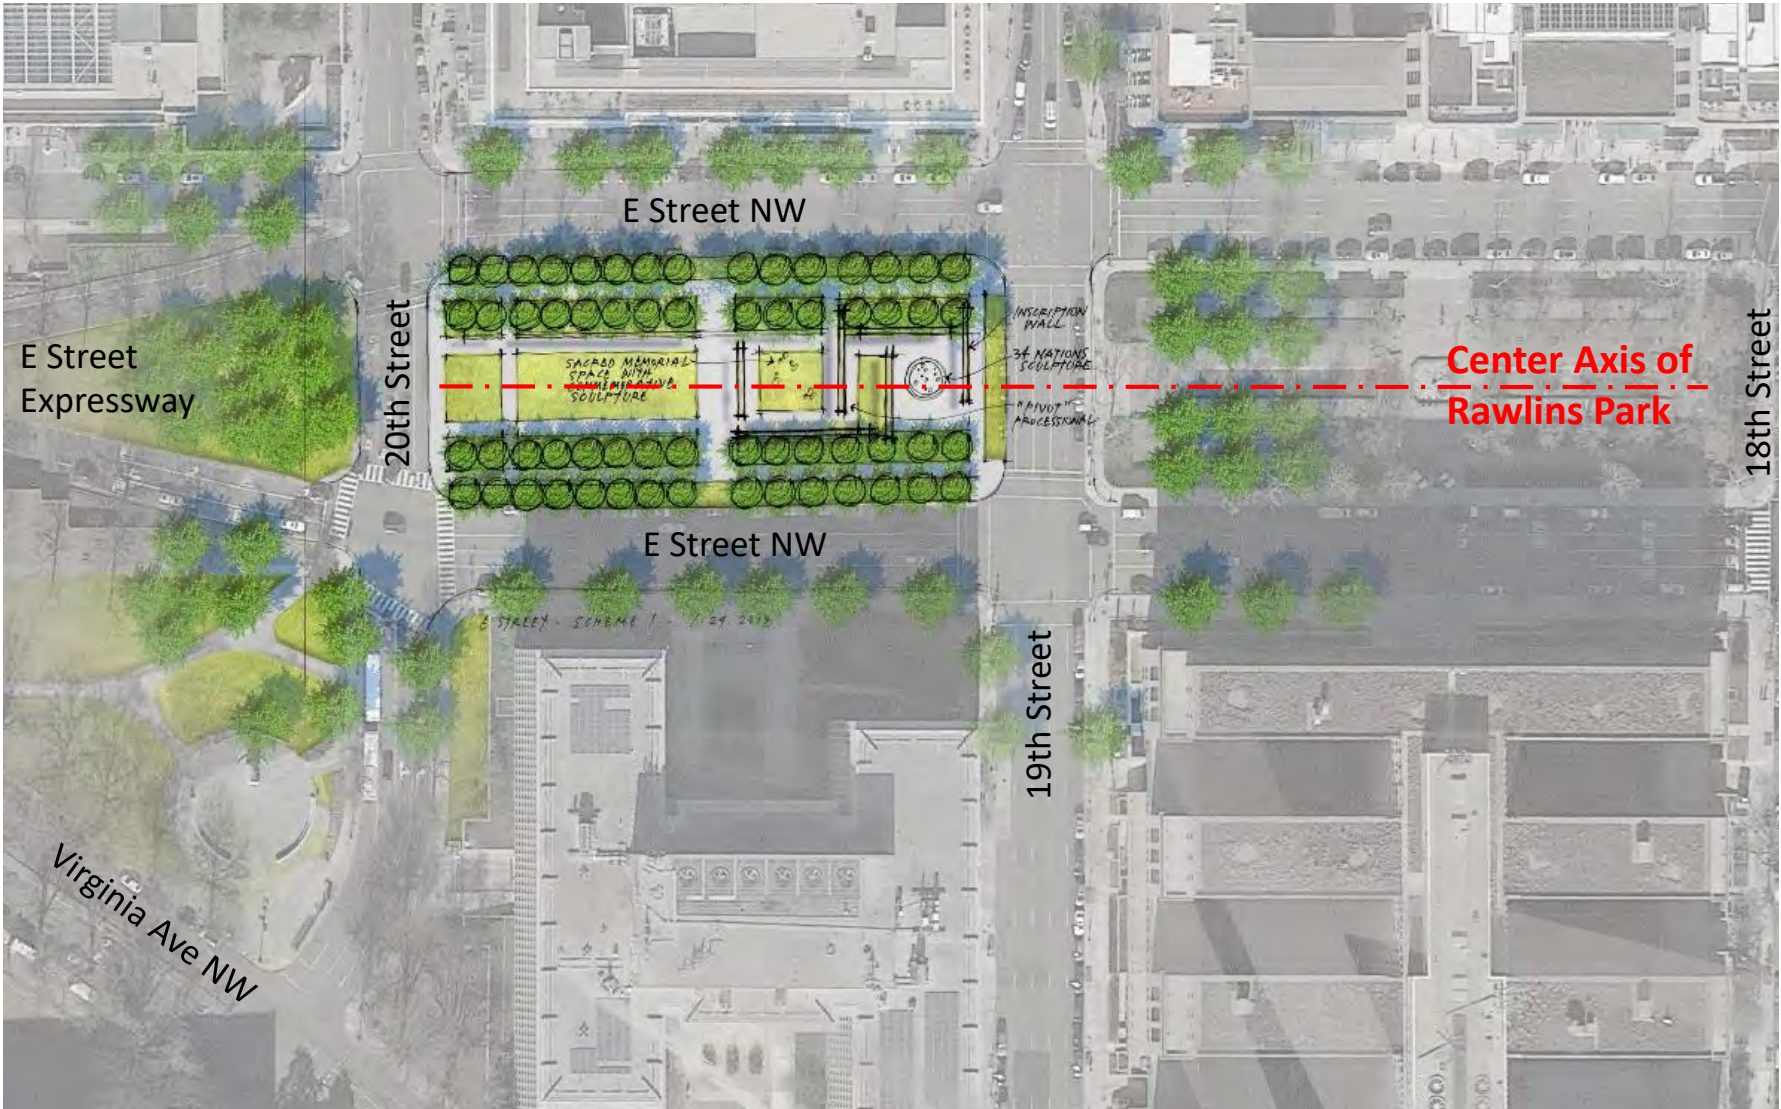 E Street NW
INSCRIPTION
WALL
34 NATIONS
SCULPTURE
"PIVOT"
PROCESSIONAL
SACRED MEMORIAL
SPACE WITH
COMMEMORATIVE
SCULPTURE
E Street
Expressway
20th Street
Center Axis of
Rawlins Park
18th Street
E Street NW
E STREET - SCHEME 1 -
19th Street
Virginia Ave NW